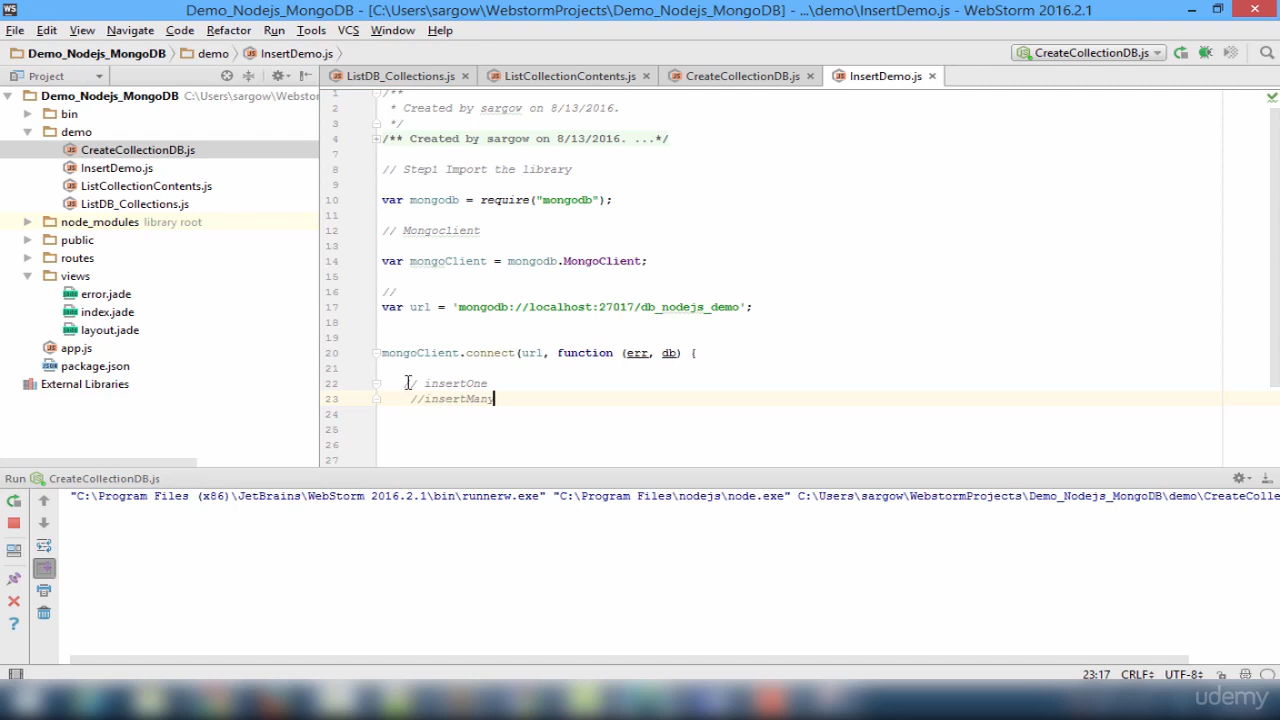 WS
Demo_Nodejs_MongoDB - [C:\Users\sargow\WebstormProjects\Demo_Nodejs_MongoDB] - ...\demo\InsertDemo.js - WebStorm 2016.2.1
File Edit View Navigate Code Refactor Run Tools VCS Window Help
Demo_Nodejs_MongoDB demo InsertDemo.js CreateCollectionDB.js
Project ListDB_Collections.js ListCollectionContents.js CreateCollectionDB.js InsertDemo.js
Demo_Nodejs_MongoDB C:\Users\sargow\Webstor
bin
demo
CreateCollectionDB.js
InsertDemo.js
ListCollectionContents.js
ListDB_Collections.js
node_modules library root
public
routes
views
error.jade
index.jade
layout.jade
app.js
package.json
External Libraries
1 /**
2 * Created by sargow on 8/13/2016.
3 */
4 /** Created by sargow on 8/13/2016. ...*/
7
8 // Step1 Import the library
9
10 var mongodb = require("mongodb");
11
12 // Mongoclient
13
14 var mongoClient = mongodb.MongoClient;
15
16 //
17 var url = 'mongodb://localhost:27017/db_nodejs_demo';
18
19
20 mongoClient.connect(url, function (err, db) {
21
22 // insertOne
23 //insertMany
24
25
26
27
Run CreateCollectionDB.js
"C:\Program Files (x86)\JetBrains\WebStorm 2016.2.1\bin\runnerw.exe" "C:\Program Files\nodejs\node.exe" C:\Users\sargow\WebstormProjects\Demo_Nodejs_MongoDB\demo\CreateColle
23:17 CRLF UTF-8
udemy